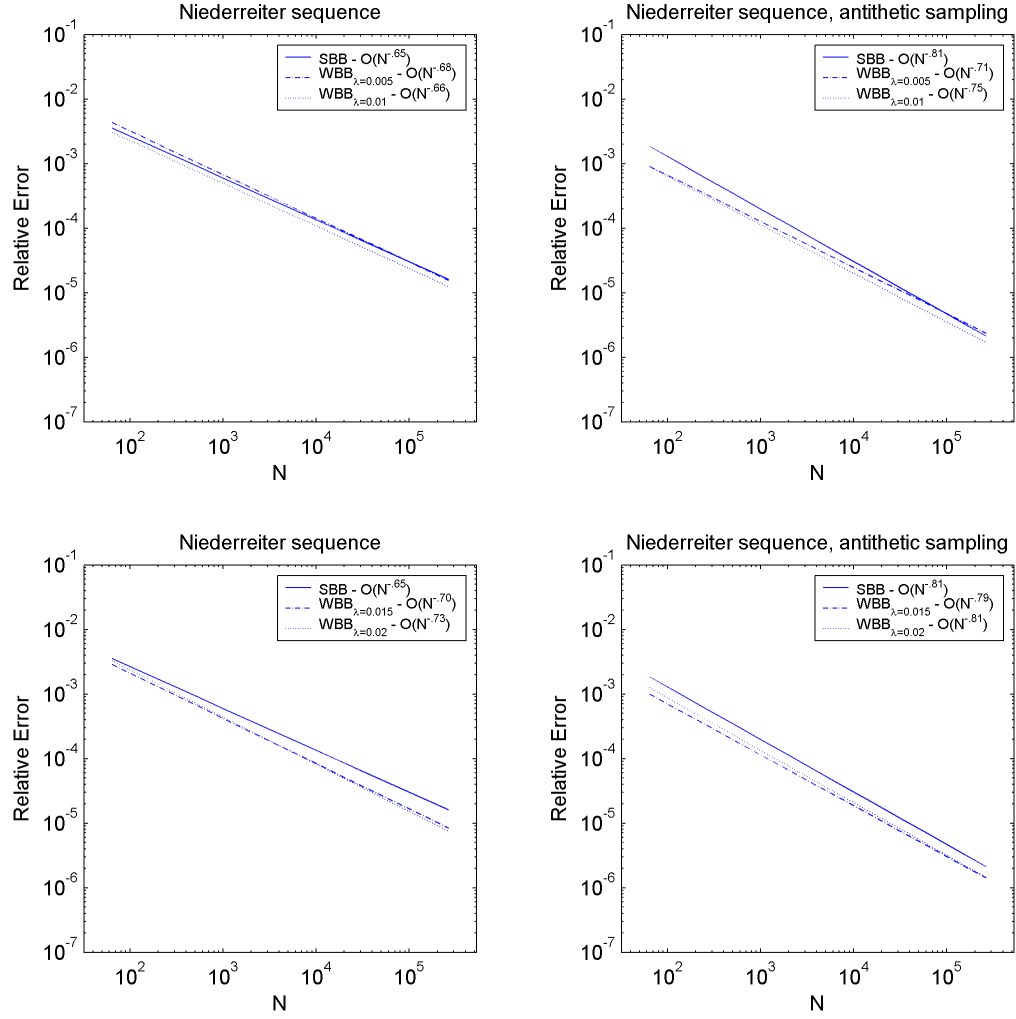 Niederreiter sequence
10^-1
10^-2
10^-3
10^-4
10^-5
10^-6
10^-7
Relative Error
SBB - O(N^-.65)
WBB_λ=0.005 - O(N^-.68)
WBB_λ=0.01 - O(N^-.66)
10^2 10^3 10^4 10^5
N
Niederreiter sequence, antithetic sampling
10^-1
10^-2
10^-3
10^-4
10^-5
10^-6
10^-7
Relative Error
SBB - O(N^-.81)
WBB_λ=0.005 - O(N^-.71)
WBB_λ=0.01 - O(N^-.75)
10^2 10^3 10^4 10^5
N
Niederreiter sequence
10^-1
10^-2
10^-3
10^-4
10^-5
10^-6
10^-7
Relative Error
SBB - O(N^-.65)
WBB_λ=0.015 - O(N^-.70)
WBB_λ=0.02 - O(N^-.73)
10^2 10^3 10^4 10^5
N
Niederreiter sequence, antithetic sampling
10^-1
10^-2
10^-3
10^-4
10^-5
10^-6
10^-7
Relative Error
SBB - O(N^-.81)
WBB_λ=0.015 - O(N^-.79)
WBB_λ=0.02 - O(N^-.81)
10^2 10^3 10^4 10^5
N